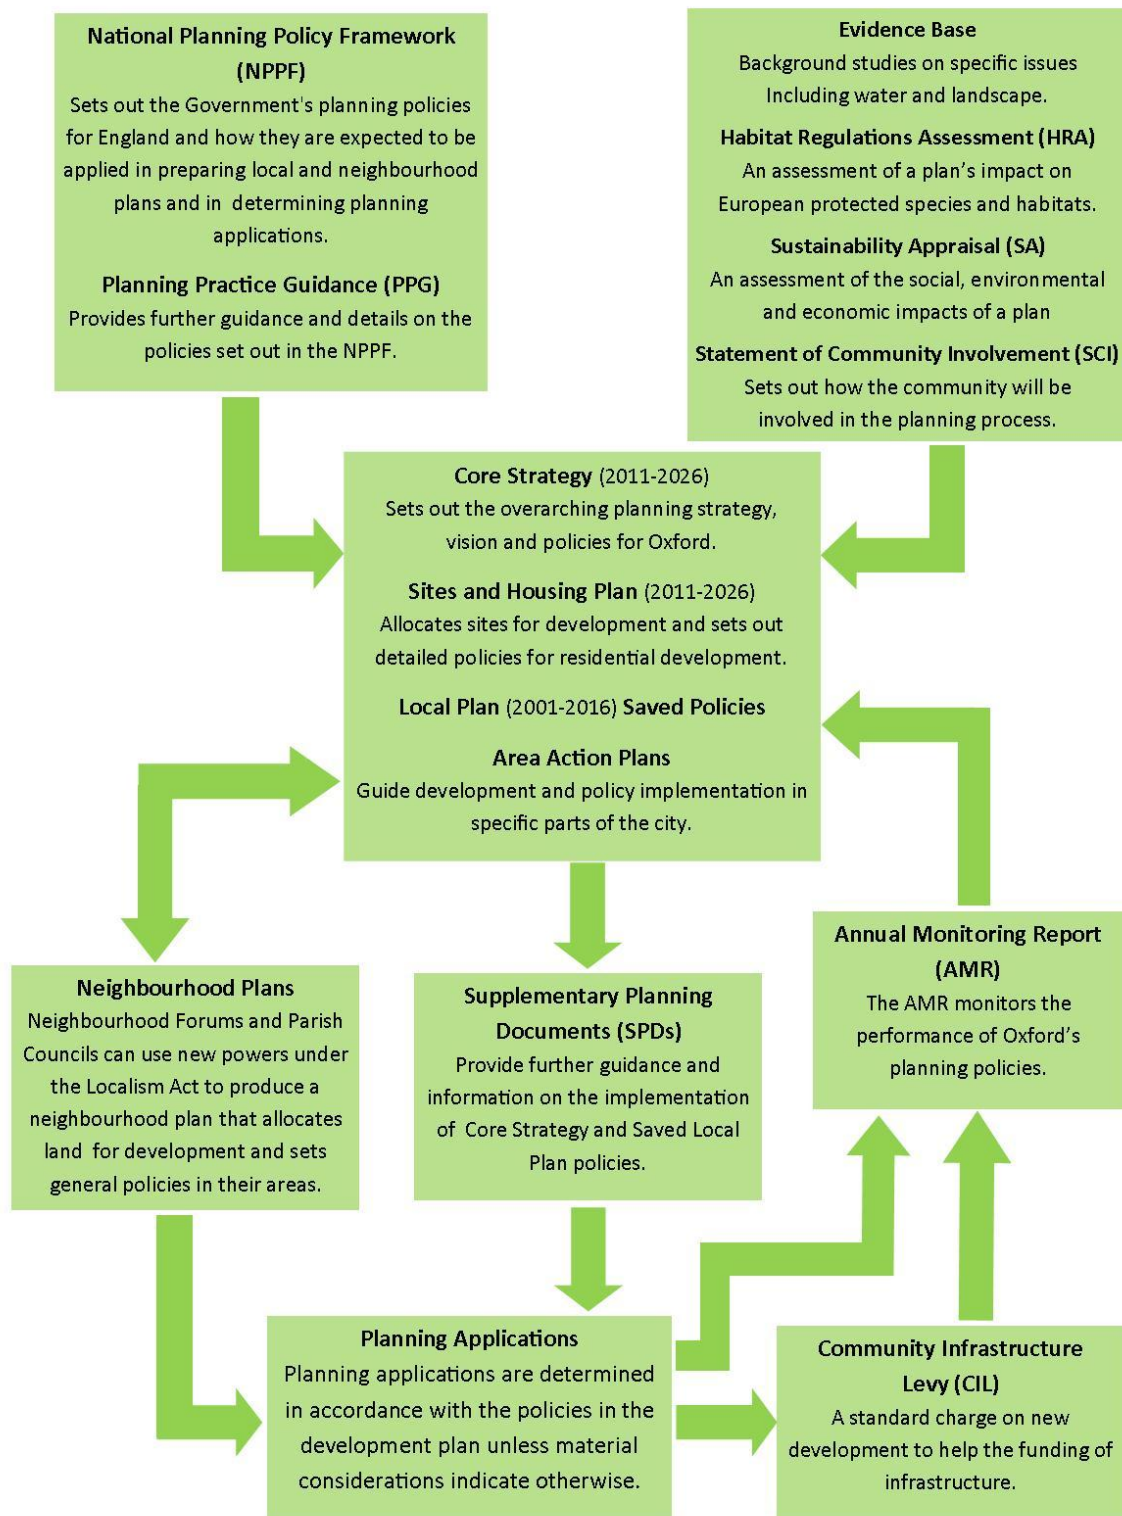 National Planning Policy Framework
(NPPF)
Sets out the Government's planning policies
for England and how they are expected to be
applied in preparing local and neighbourhood
plans and in determining planning
applications.
Planning Practice Guidance (PPG)
Provides further guidance and details on the
policies set out in the NPPF.
Evidence Base
Background studies on specific issues
Including water and landscape.
Habitat Regulations Assessment (HRA)
An assessment of a plan’s impact on
European protected species and habitats.
Sustainability Appraisal (SA)
An assessment of the social, environmental
and economic impacts of a plan
Statement of Community Involvement (SCI)
Sets out how the community will be
involved in the planning process.
Core Strategy (2011-2026)
Sets out the overarching planning strategy,
vision and policies for Oxford.
Sites and Housing Plan (2011-2026)
Allocates sites for development and sets out
detailed policies for residential development.
Local Plan (2001-2016) Saved Policies
Area Action Plans
Guide development and policy implementation in
specific parts of the city.
Neighbourhood Plans
Neighbourhood Forums and Parish
Councils can use new powers under
the Localism Act to produce a
neighbourhood plan that allocates
land for development and sets
general policies in their areas.
Supplementary Planning
Documents (SPDs)
Provide further guidance and
information on the implementation
of Core Strategy and Saved Local
Plan policies.
Annual Monitoring Report
(AMR)
The AMR monitors the
performance of Oxford’s
planning policies.
Planning Applications
Planning applications are determined
in accordance with the policies in the
development plan unless material
considerations indicate otherwise.
Community Infrastructure
Levy (CIL)
A standard charge on new
development to help the funding of
infrastructure.